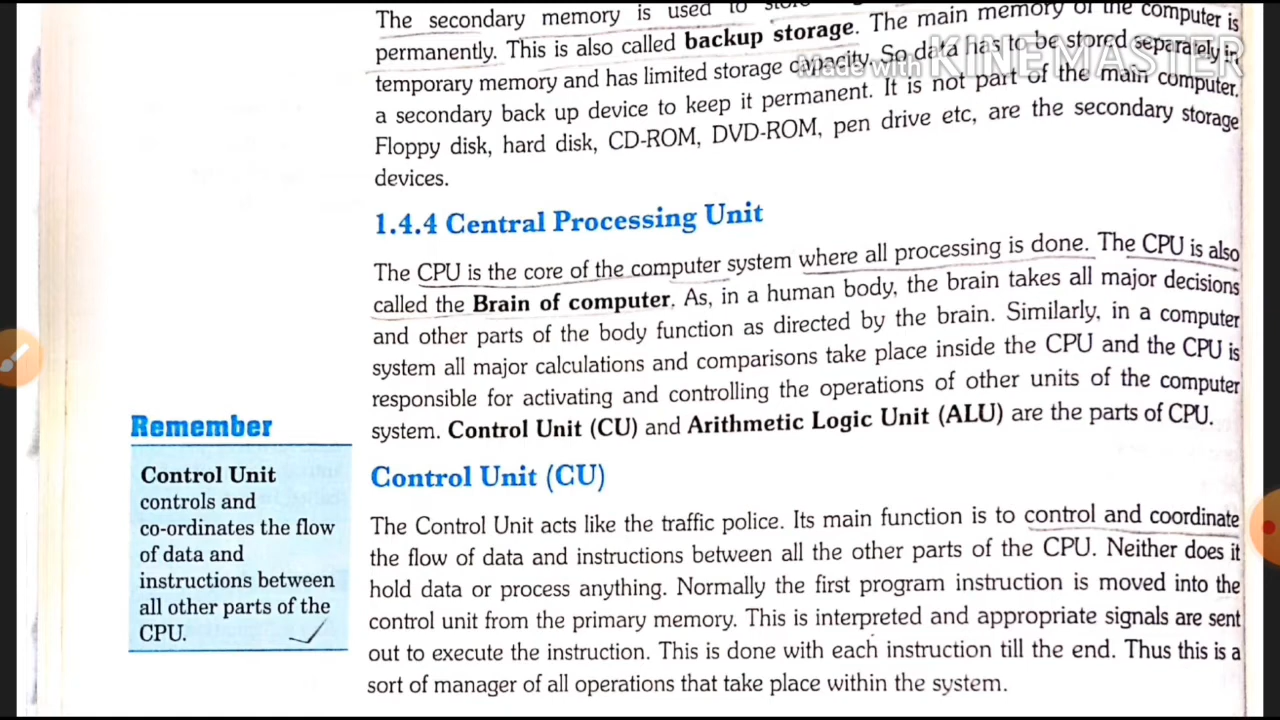 The secondary memory is used to
permanently. This is also called backup storage. The main memory of the computer is
temporary memory and has limited storage capacity. So data has to be stored separately in
a secondary back up device to keep it permanent. It is not part of the main computer.
Floppy disk, hard disk, CD-ROM, DVD-ROM, pen drive etc, are the secondary storage
devices.
Made with KINEMASTER
1.4.4 Central Processing Unit
The CPU is the core of the computer system where all processing is done. The CPU is also
called the Brain of computer. As, in a human body, the brain takes all major decisions
and other parts of the body function as directed by the brain. Similarly, in a computer
system all major calculations and comparisons take place inside the CPU and the CPU is
responsible for activating and controlling the operations of other units of the computer
system. Control Unit (CU) and Arithmetic Logic Unit (ALU) are the parts of CPU.
Remember
Control Unit
controls and
co-ordinates the flow
of data and
instructions between
all other parts of the
CPU.
Control Unit (CU)
The Control Unit acts like the traffic police. Its main function is to control and coordinate
the flow of data and instructions between all the other parts of the CPU. Neither does it
hold data or process anything. Normally the first program instruction is moved into the
control unit from the primary memory. This is interpreted and appropriate signals are sent
out to execute the instruction. This is done with each instruction till the end. Thus this is a
sort of manager of all operations that take place within the system.